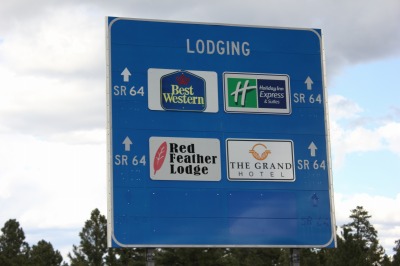 LODGING
SR 64
Best
Western
Holiday Inn
Express
& Suites
SR 64
SR 64
Red
Feather
Lodge
THE GRAND
HOTEL
SR 64